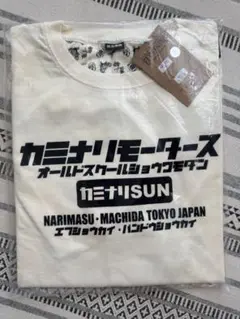 カミナリモータース
オールドスクールショウワモダン
カミナリSUN
NARIMASU・MACHIDA TOKYO JAPAN
エフショウカイ・ハンドウショウカイ